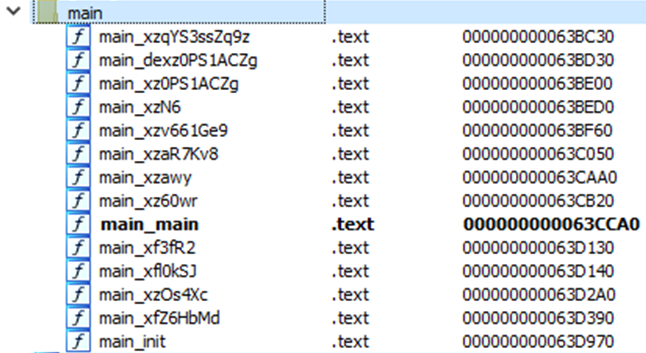 main
main_xzqYS3ssZq9z .text 000000000063BC30
main_dexz0PS1ACZg .text 000000000063BD30
main_xz0PS1ACZg .text 000000000063BE00
main_xzN6 .text 000000000063BED0
main_xzv661Ge9 .text 000000000063BF60
main_xzaR7Kv8 .text 000000000063C050
main_xzawy .text 000000000063CAA0
main_xz60wr .text 000000000063CB20
main_main .text 000000000063CCA0
main_xf3fR2 .text 000000000063D130
main_xfl0kSJ .text 000000000063D140
main_xzOs4Xc .text 000000000063D2A0
main_xfZ6HbMd .text 000000000063D390
main_init .text 000000000063D970